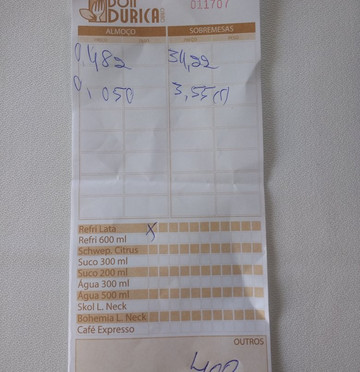 DON
DURICA
011707
ALMOÇO SOBREMESAS
0,482 34,22
0,050 3,55(1)
Refri Lata X
Refri 600 ml
Schwep. Citrus
Suco 300 ml
Suco 200 ml
Água 300 ml
Água 500 ml
Skol L. Neck
Bohemia L. Neck
Café Expresso
OUTROS